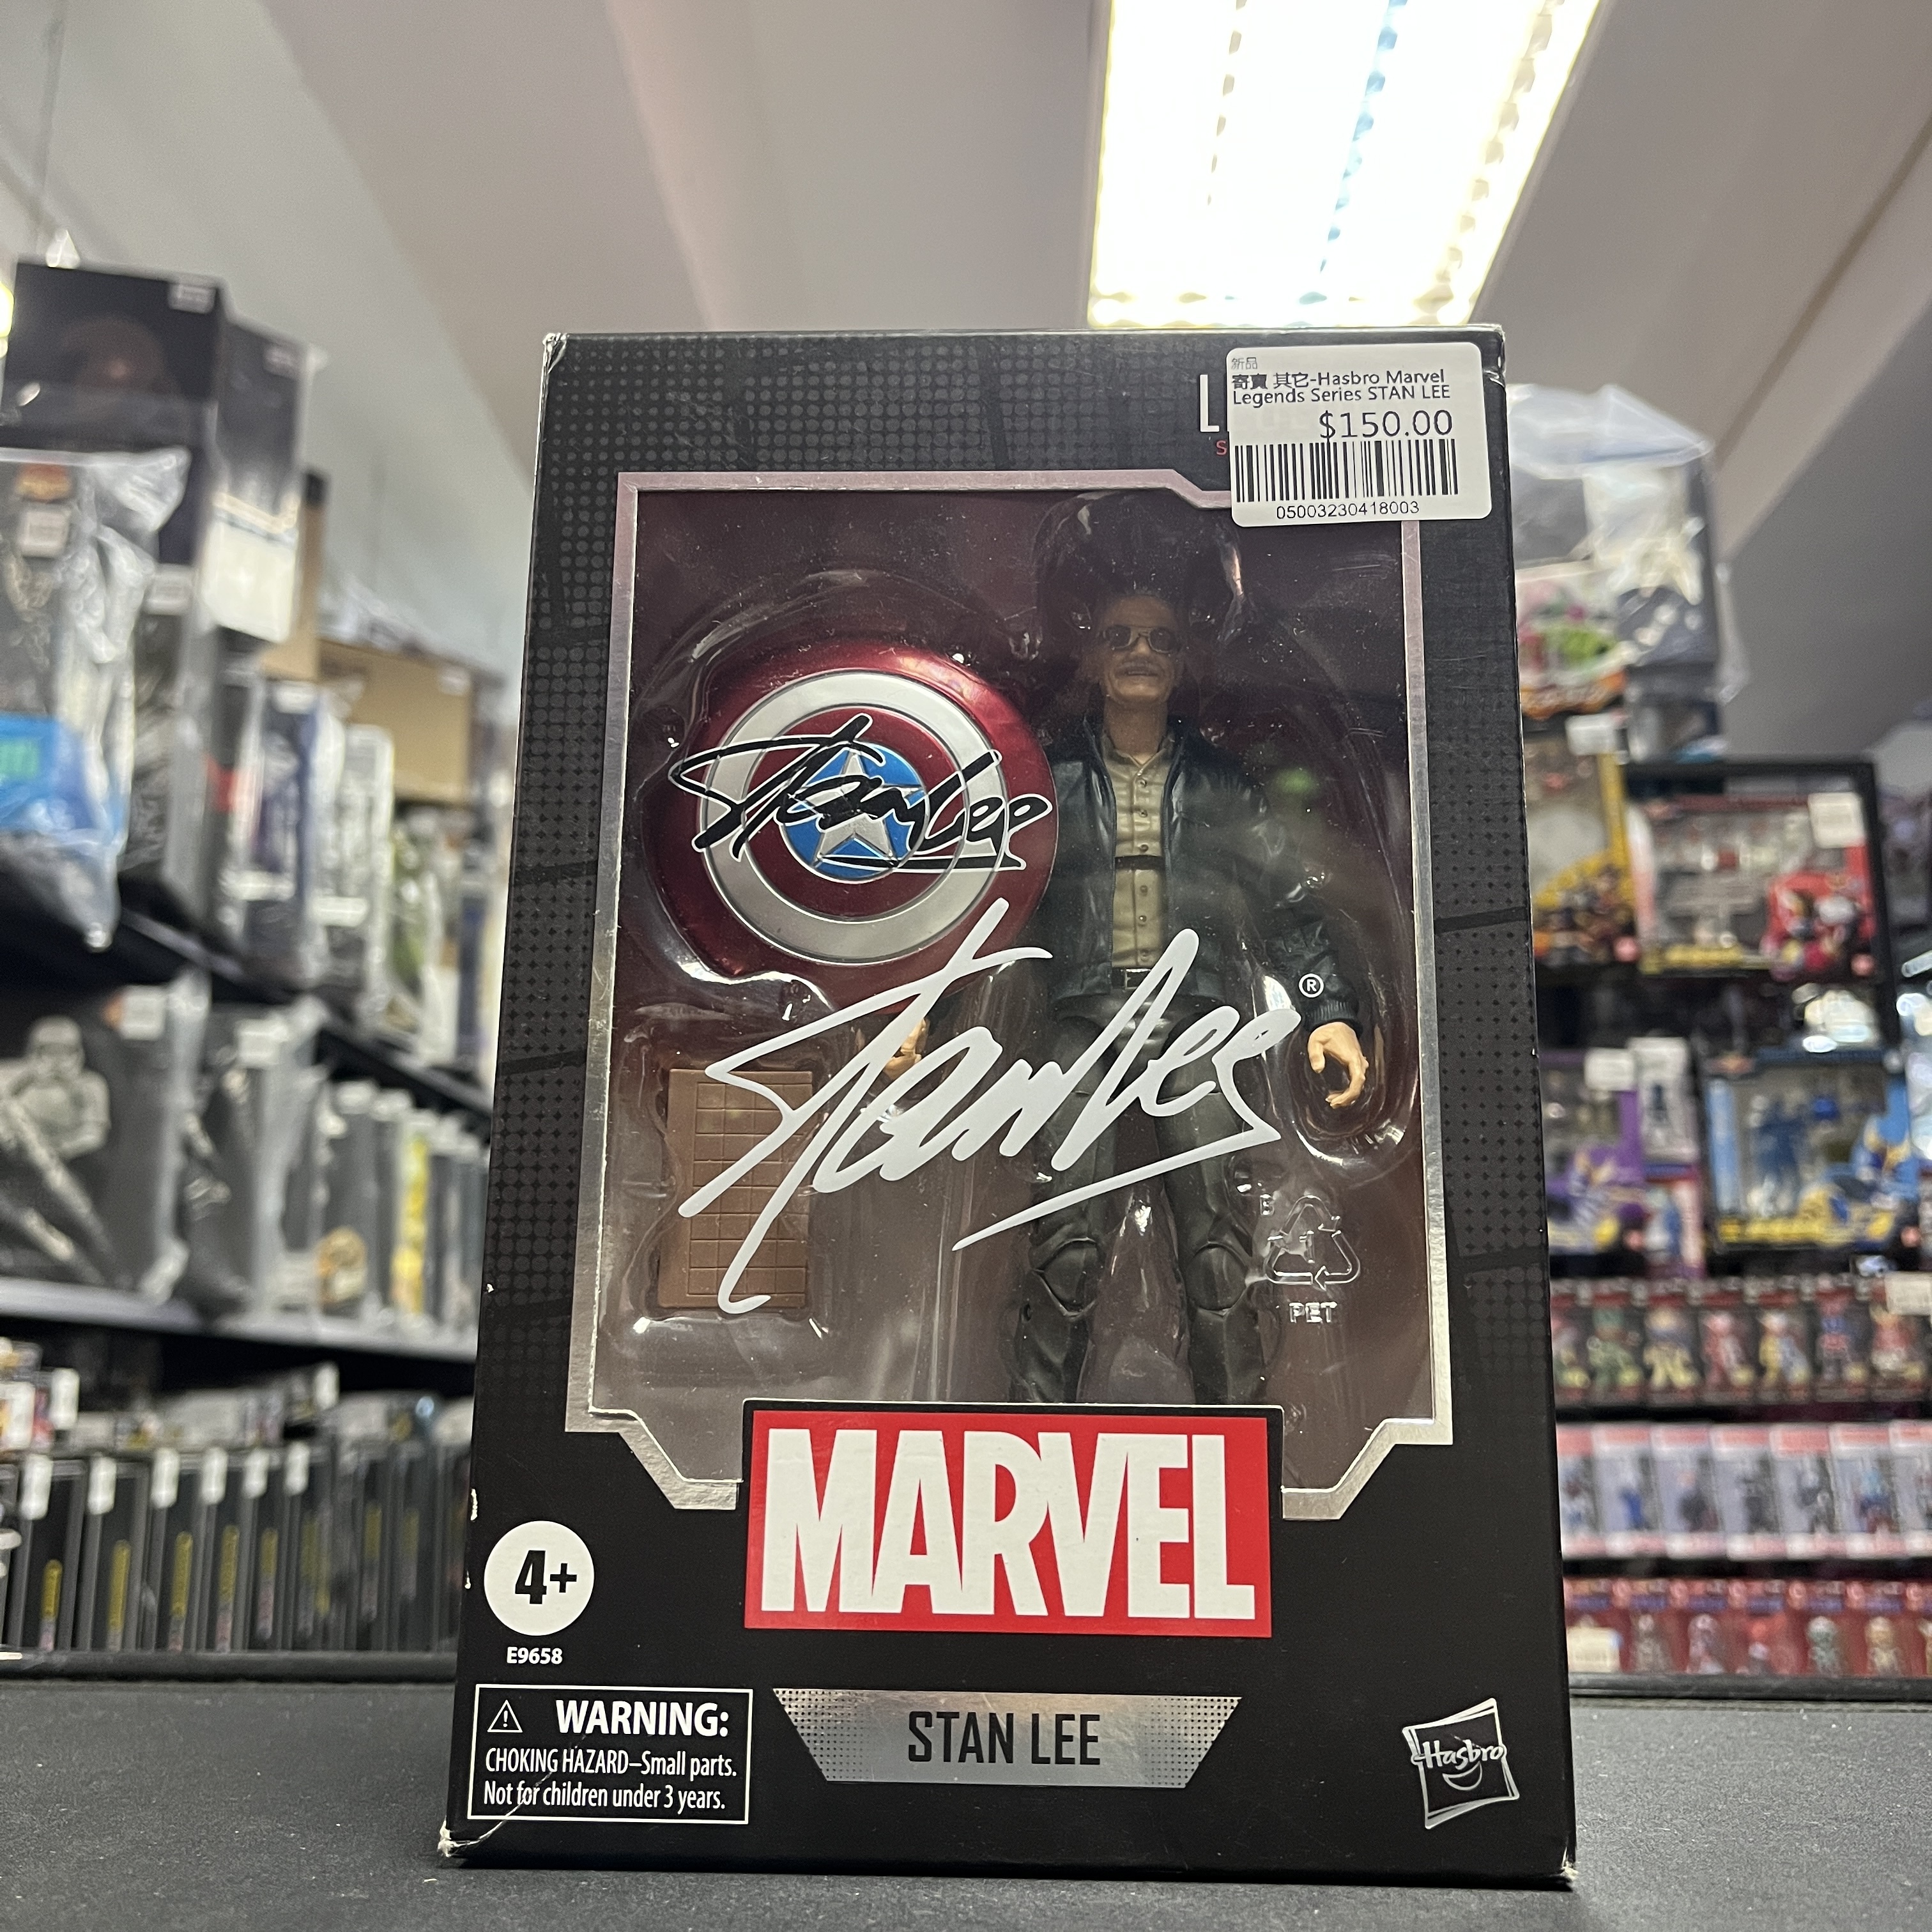 新品
寄賣 其它-Hasbro Marvel
Legends Series STAN LEE
$150.00
05003230418003
L
S
Stan Lee
Stan Lee ®
PET
MARVEL
4+
E9658
WARNING:
CHOKING HAZARD–Small parts.
Not for children under 3 years.
STAN LEE
Hasbro